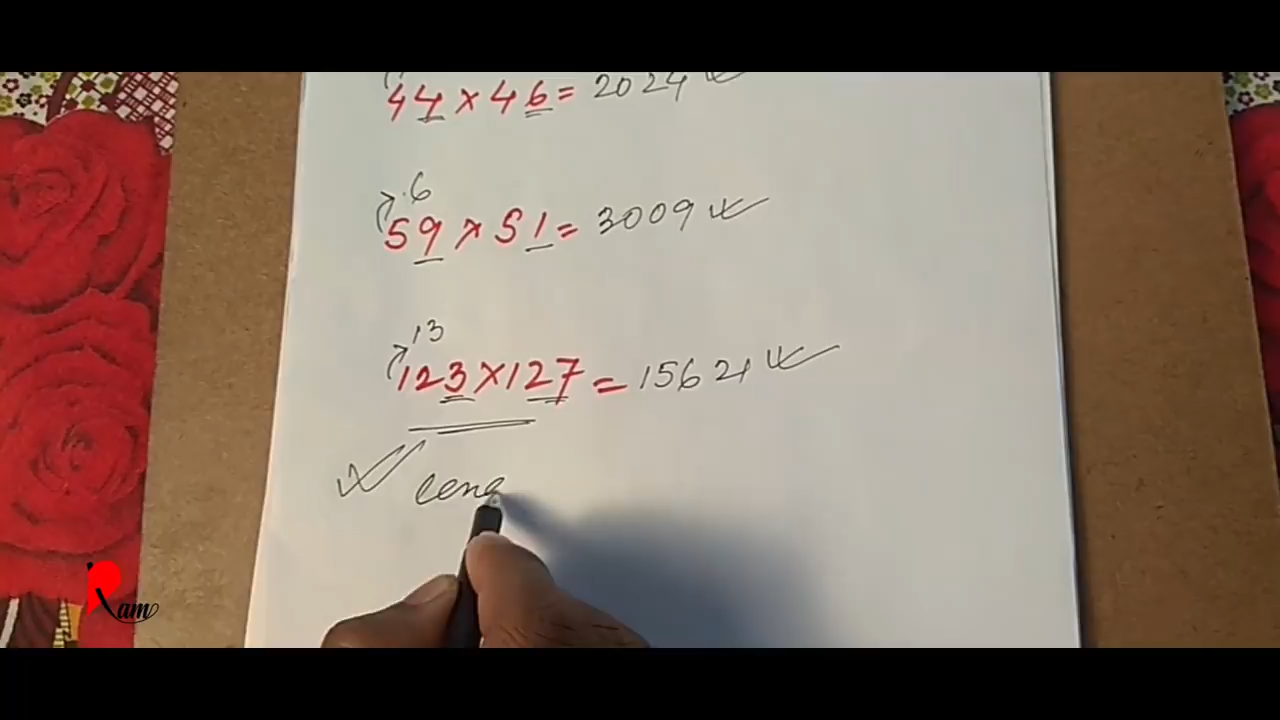 44 × 46 = 2024
6
59 × 51 = 3009
13
123 × 127 = 15621
Ram